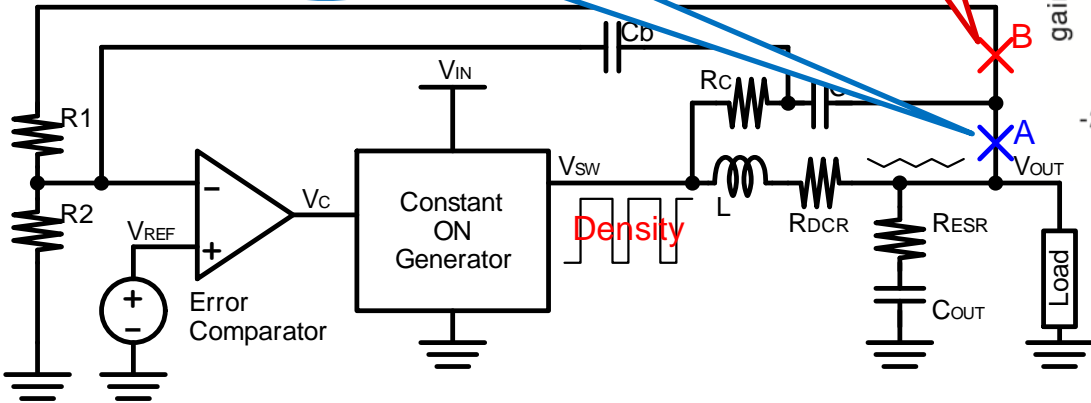 gai
B
Cb
VIN
RC
R1
A
VSW
VOUT
VC
Constant
ON
Generator
L
RDCR
RESR
R2
VREF
Density
Error
Comparator
COUT
Load